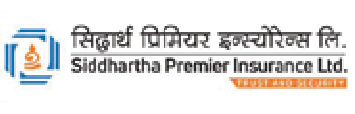 सिद्धार्थ प्रिमियर इन्स्योरेन्स लि.
Siddhartha Premier Insurance Ltd.
TRUST AND SECURITY